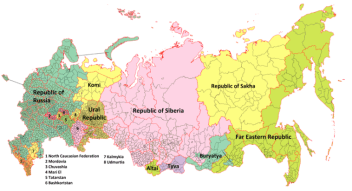 Komi
Republic of
Russia
Ural
Republic
Republic of Siberia
Republic of Sakha
Far Eastern Republic
Buryatiya
Altai
Tyva
1 North Caucasian Federation
2 Mordovia
3 Chuvashia
4 Mari El
5 Tatarstan
6 Bashkortostan
7 Kalmykia
8 Udmurtia